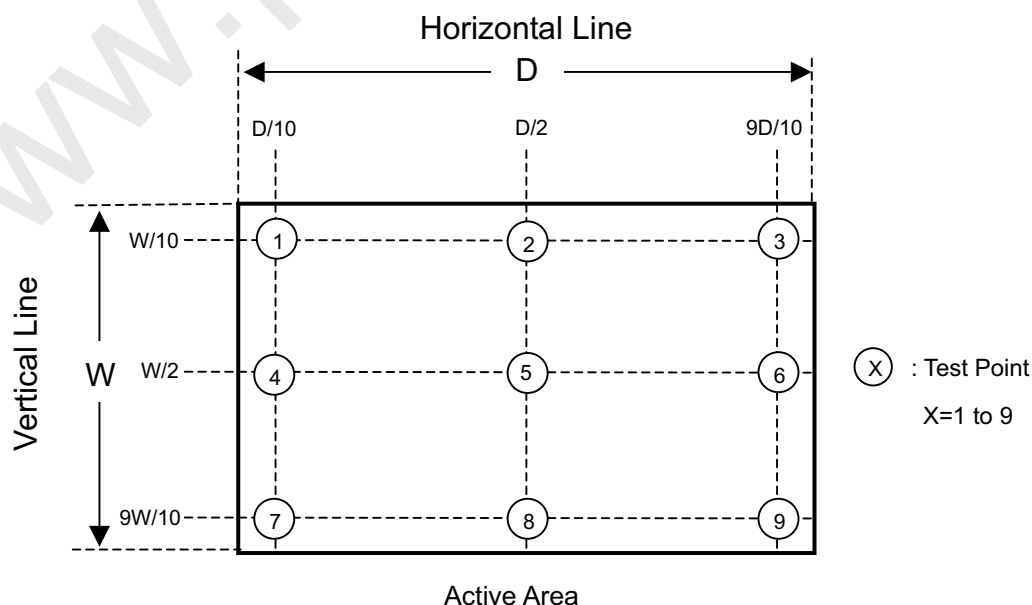 Horizontal Line
D
D/10 D/2 9D/10
W/10 1 2 3
Vertical Line
W
W/2 4 5 6
X : Test Point
X=1 to 9
9W/10 7 8 9
Active Area